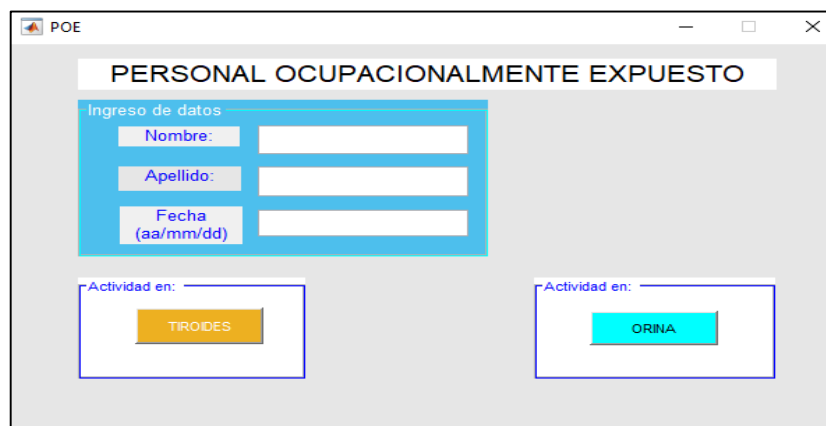 POE
PERSONAL OCUPACIONALMENTE EXPUESTO
Ingreso de datos
Nombre:
Apellido:
Fecha
(aa/mm/dd)
Actividad en:
TIROIDES
Actividad en:
ORINA